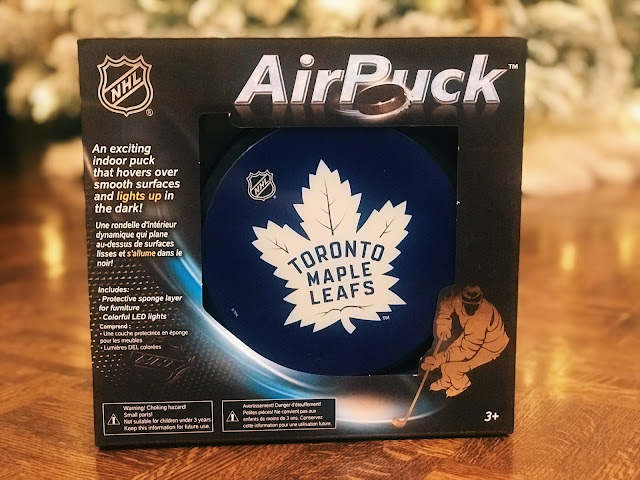 NHL
®
AirPuck™
An exciting
indoor puck
that hovers over
smooth surfaces
and lights up in
the dark!
Une rondelle d'intérieur
dynamique qui plane
au-dessus de surfaces
lisses et s'allume dans le
noir!
Includes:
• Protective sponge layer
for furniture
• Colorful LED lights
Comprend :
• Une couche protectrice en éponge
pour les meubles
• Lumières DEL colorées
NHL
TORONTO
MAPLE
LEAFS
™
Warning! Choking hazard!
Small parts!
Not suitable for children under 3 years.
Keep this information for future use.
Avertissement! Danger d'étouffement!
Petites pièces! Ne convient pas aux
enfants de moins de 3 ans. Conservez
cette information pour une utilisation future.
3+